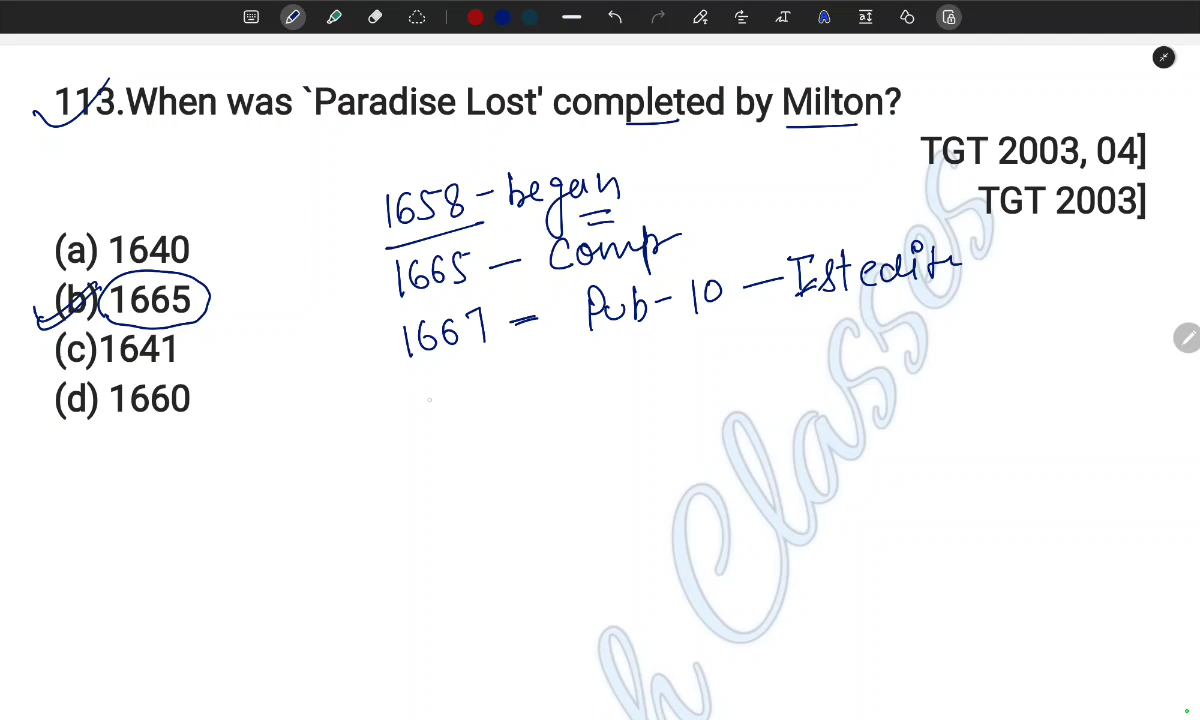 113.When was `Paradise Lost' completed by Milton?
TGT 2003, 04]
TGT 2003]
1658 - began
1665 - Comp
1667 = Pub - 10 - Ist edit
(a) 1640
(b) 1665
(c)1641
(d) 1660
h Classes